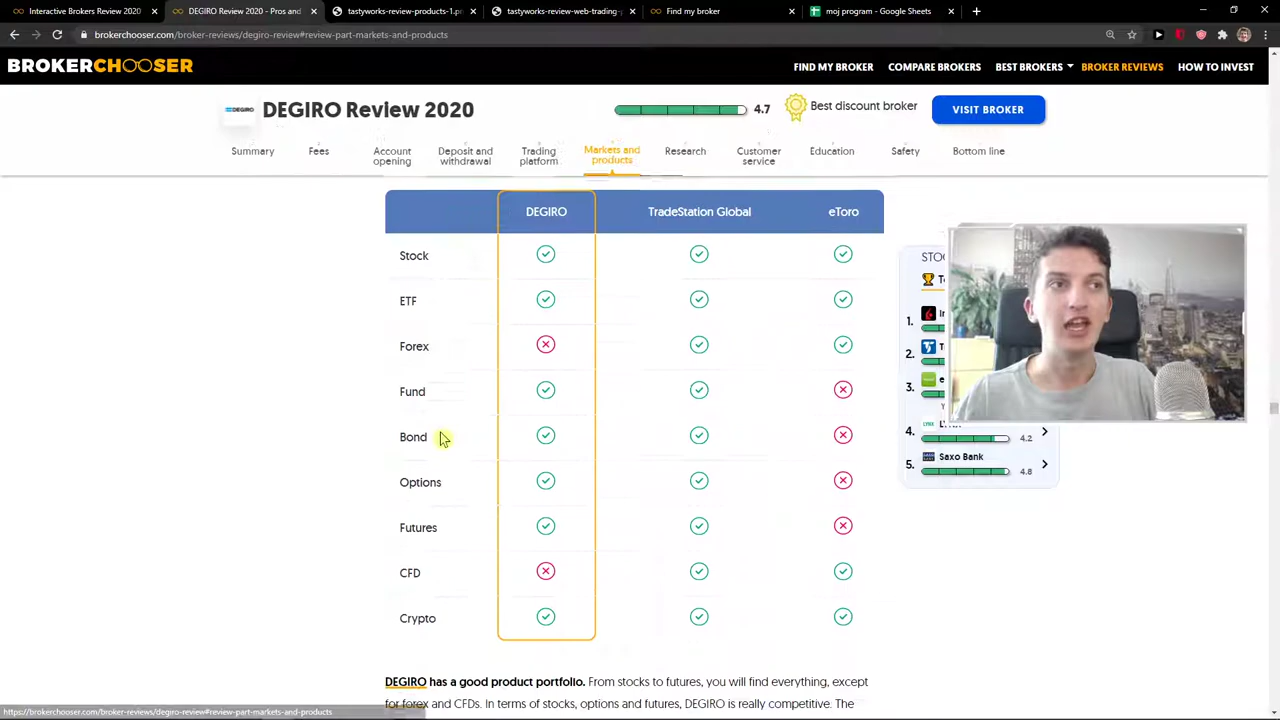 Interactive Brokers Review 2020
DEGIRO Review 2020 - Pros and
tastyworks-review-products-1.p
tastyworks-review-web-trading-
Find my broker
moj program - Google Sheets
brokerchooser.com/broker-reviews/degiro-review#review-part-markets-and-products
BROKERCHOOSER
FIND MY BROKER
COMPARE BROKERS
BEST BROKERS
BROKER REVIEWS
HOW TO INVEST
DEGIRO
DEGIRO Review 2020
4.7
Best discount broker
VISIT BROKER
Summary
Fees
Account
opening
Deposit and
withdrawal
Trading
platform
Markets and
products
Research
Customer
service
Education
Safety
Bottom line
DEGIRO
TradeStation Global
eToro
Stock
ETF
Forex
Fund
Bond
Options
Futures
CFD
Crypto
1.
2.
3.
4.
4.2
5.
Saxo Bank
4.8
DEGIRO has a good product portfolio. From stocks to futures, you will find everything, except
for forex and CFDs. In terms of stocks, options and futures, DEGIRO is really competitive. The
https://brokerchooser.com/broker-reviews/degiro-review#review-part-markets-and-products